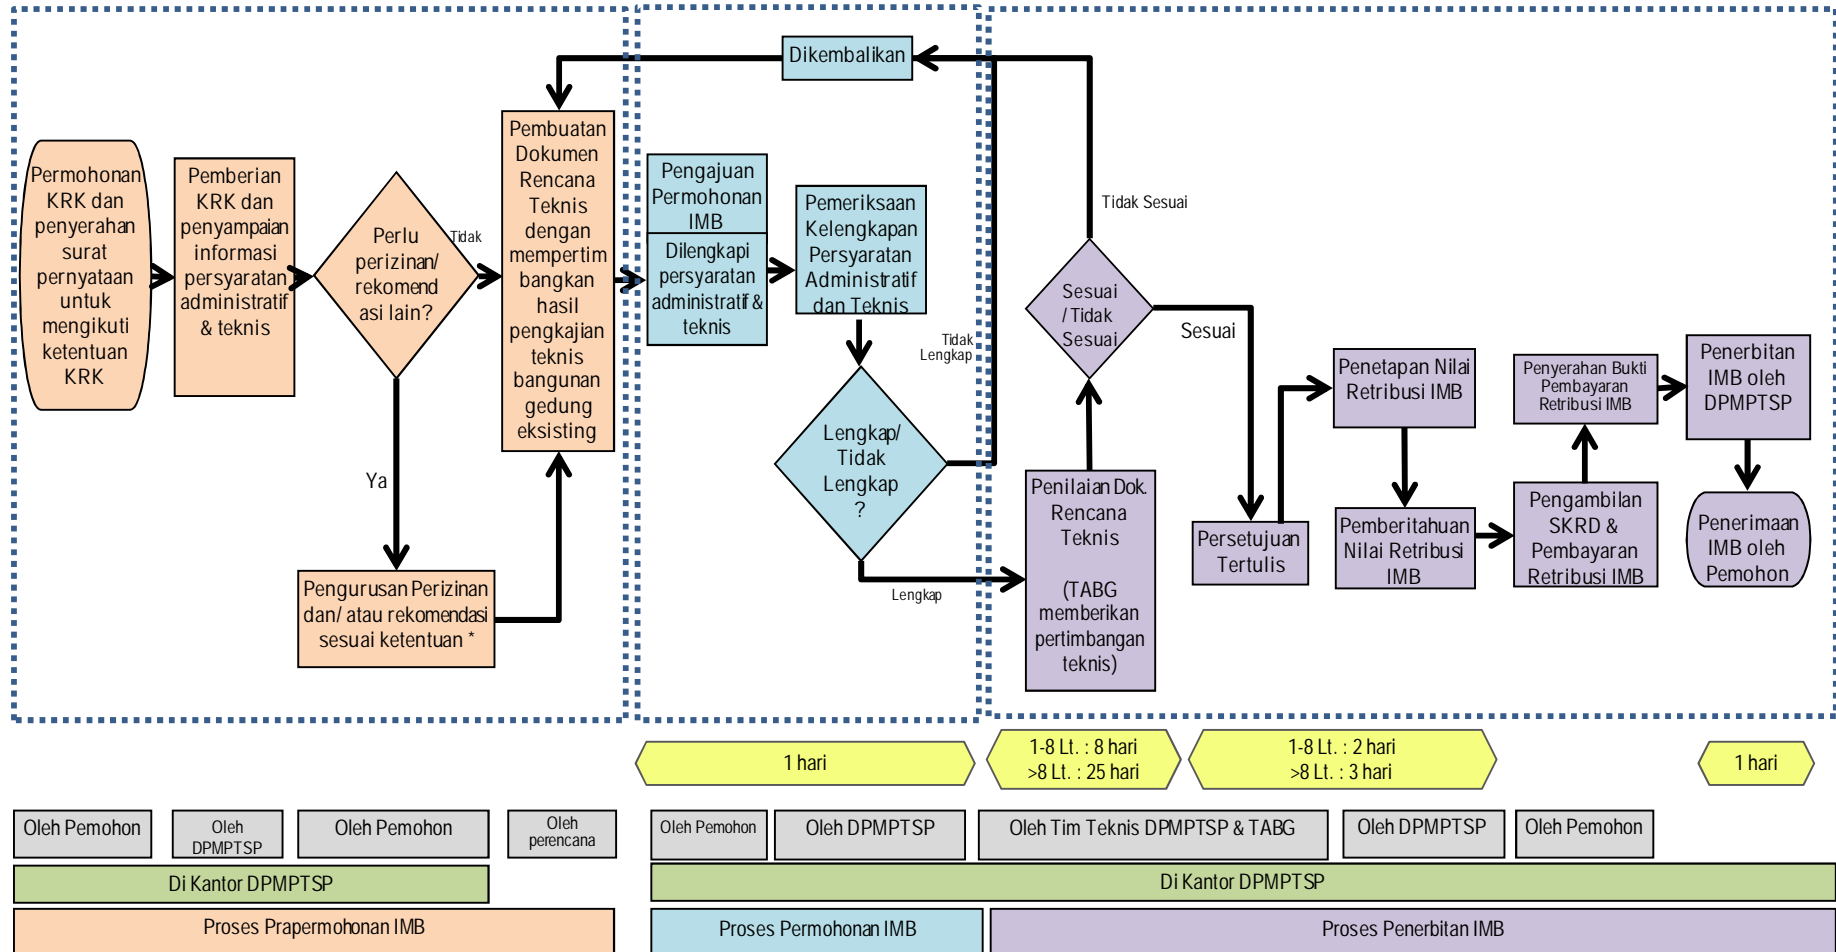 Dikembalikan
Permohonan
KRK dan
penyerahan
surat
pernyataan
untuk
mengikuti
ketentuan
KRK
Pemberian
KRK dan
penyampaian
informasi
persyaratan
administratif
& teknis
Perlu
perizinan/
rekomend
asi lain?
Tidak
Ya
Pengurusan Perizinan
dan/ atau rekomendasi
sesuai ketentuan *
Pembuatan
Dokumen
Rencana
Teknis
dengan
mempertim
bangkan
hasil
pengkajian
teknis
bangunan
gedung
eksisting
Pengajuan
Permohonan
IMB
Dilengkapi
persyaratan
administratif &
teknis
Pemeriksaan
Kelengkapan
Persyaratan
Administratif
dan Teknis
Tidak
Lengkap
Lengkap/
Tidak
Lengkap
?
Lengkap
Penilaian Dok.
Rencana
Teknis
(TABG
memberikan
pertimbangan
teknis)
Sesuai
/ Tidak
Sesuai
Tidak Sesuai
Sesuai
Persetujuan
Tertulis
Penetapan Nilai
Retribusi IMB
Pemberitahuan
Nilai Retribusi
IMB
Pengambilan
SKRD &
Pembayaran
Retribusi IMB
Penyerahan Bukti
Pembayaran
Retribusi IMB
Penerbitan
IMB oleh
DPMPTSP
Penerimaan
IMB oleh
Pemohon
1 hari
1-8 Lt. : 8 hari
>8 Lt. : 25 hari
1-8 Lt. : 2 hari
>8 Lt. : 3 hari
1 hari
Oleh Pemohon
Oleh
DPMPTSP
Oleh Pemohon
Oleh
perencana
Oleh Pemohon
Oleh DPMPTSP
Oleh Tim Teknis DPMPTSP & TABG
Oleh DPMPTSP
Oleh Pemohon
Di Kantor DPMPTSP
Di Kantor DPMPTSP
Proses Prapermohonan IMB
Proses Permohonan IMB
Proses Penerbitan IMB